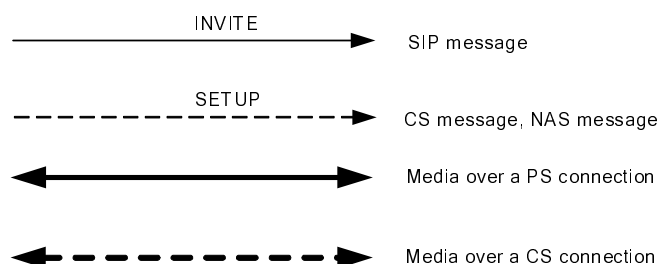 INVITE
SIP message
SETUP
CS message, NAS message
Media over a PS connection
Media over a CS connection